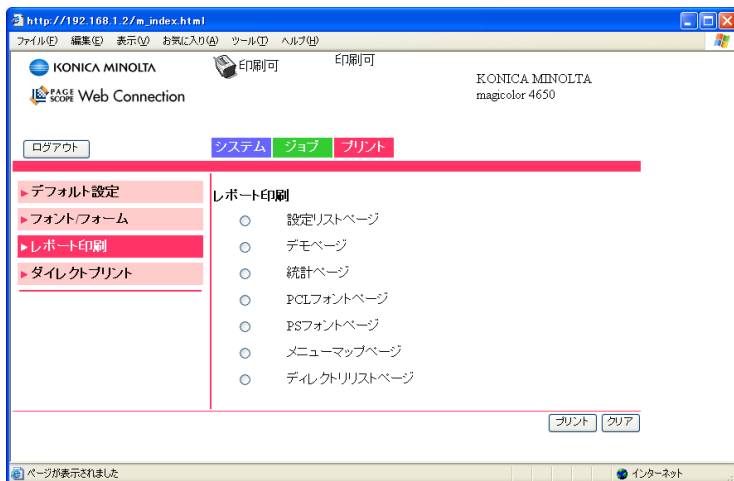 http://192.168.1.2/m_index.html
ファイル(F) 編集(E) 表示(V) お気に入り(A) ツール(T) ヘルプ(H)
KONICA MINOLTA
印刷可
印刷可
KONICA MINOLTA
magicolor 4650
PAGE SCOPE Web Connection
ログアウト
システム ジョブ プリント
デフォルト設定
フォント/フォーム
レポート印刷
ダイレクトプリント
レポート印刷
設定リストページ
デモページ
統計ページ
PCLフォントページ
PSフォントページ
メニューマップページ
ディレクトリリストページ
プリント クリア
ページが表示されました
インターネット